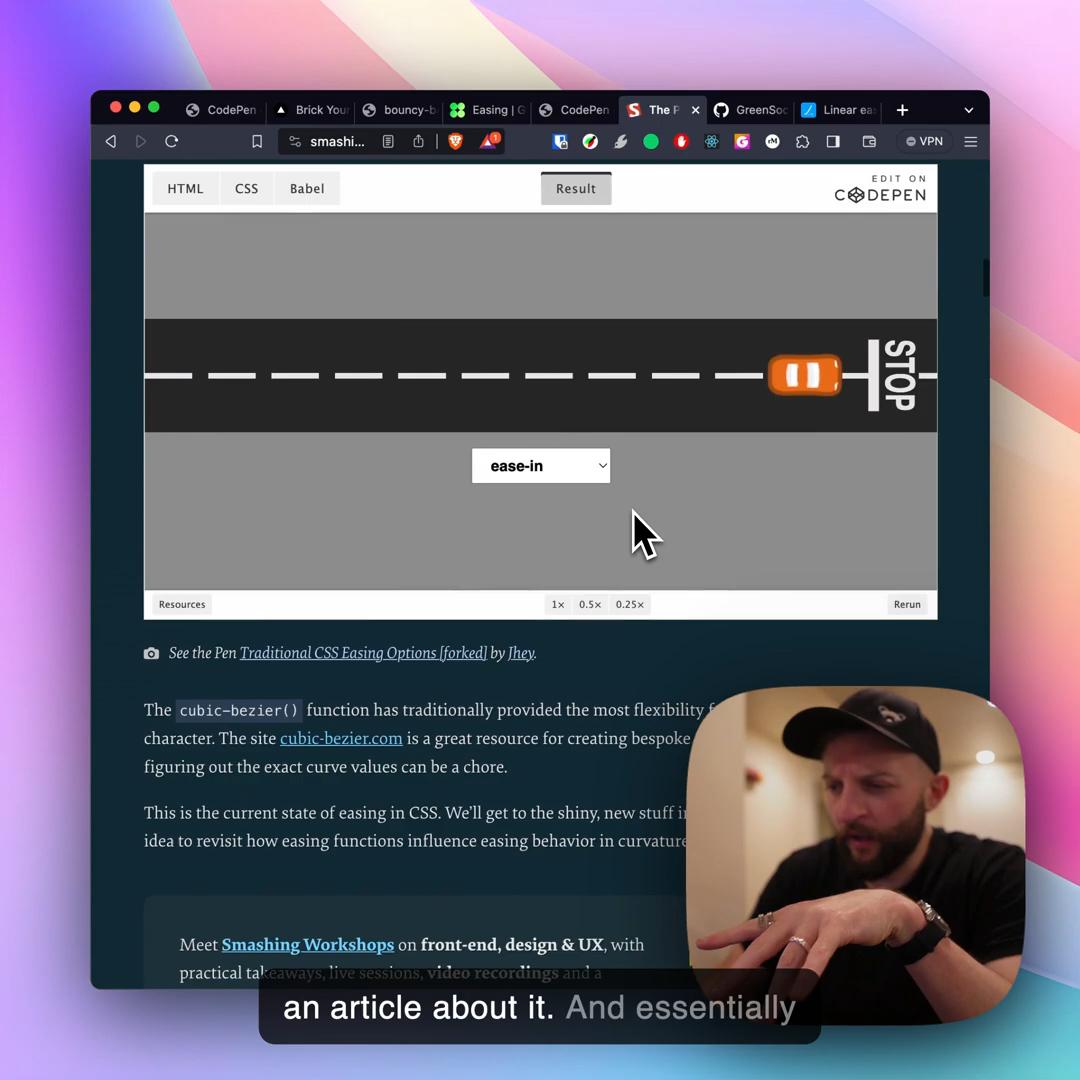 CodePen
Brick Your
bouncy-b
Easing | G
CodePen
The P
GreenSoc
Linear eas
smashi...
1
VPN
HTML
CSS
Babel
Result
EDIT ON
CODEPEN
STOP
ease-in
Resources
1×
0.5×
0.25×
Rerun
See the Pen Traditional CSS Easing Options [forked] by Jhey.
The cubic-bezier() function has traditionally provided the most flexibility
character. The site cubic-bezier.com is a great resource for creating bespoke
figuring out the exact curve values can be a chore.
This is the current state of easing in CSS. We'll get to the shiny, new stuff
idea to revisit how easing functions influence easing behavior in curvature
Meet Smashing Workshops on front-end, design & UX, with
practical takeaways, live sessions, video recordings and a
an article about it. And essentially